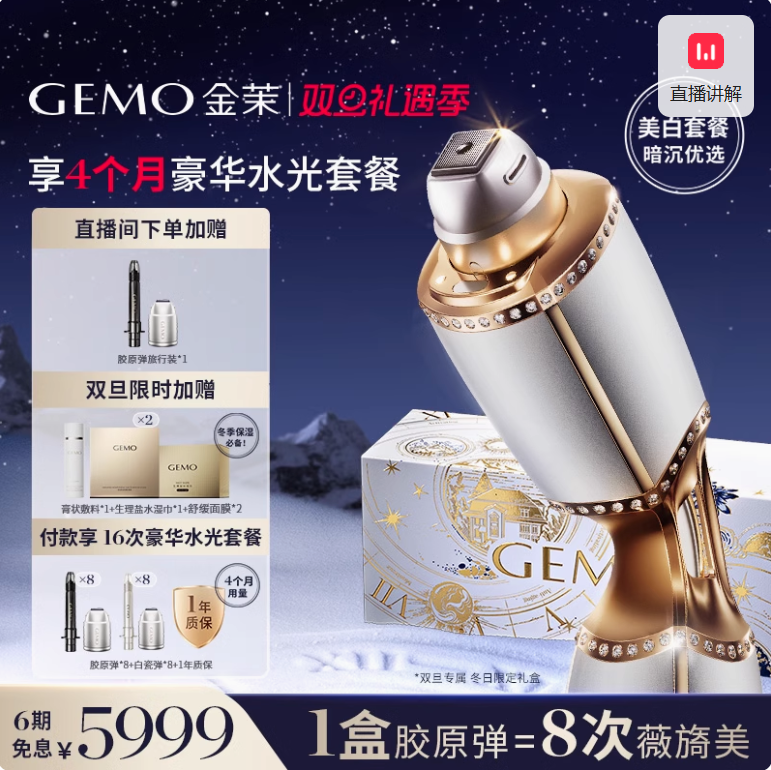 直播讲解
GEMO 金茉|双旦礼遇季
美白套餐
暗沉优选
享4个月豪华水光套餐
直播间下单加赠
胶原弹旅行装*1
双旦限时加赠
×2
冬季保湿
必备!
GEMO
GEMO
膏状敷料*1+生理盐水湿巾*1+舒缓面膜*2
付款享 16次豪华水光套餐
×8
×8
4个月
用量
1年
质保
胶原弹*8+白瓷弹*8+1年质保
GEM
*双旦专属 冬日限定礼盒
6期
免息
¥5999
1盒胶原弹=8次薇旖美